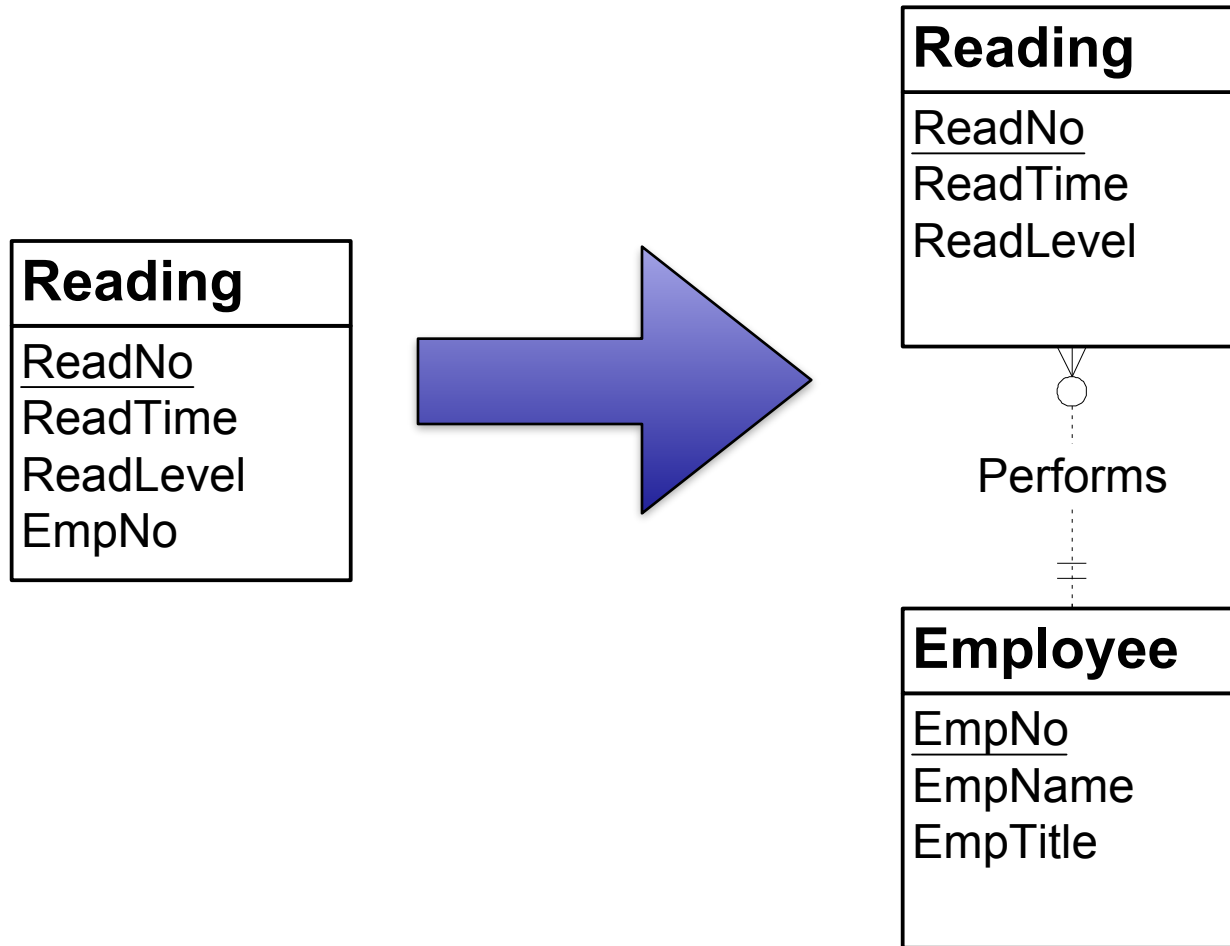 Reading
ReadNo
ReadTime
ReadLevel
EmpNo
Reading
ReadNo
ReadTime
ReadLevel
Performs
Employee
EmpNo
EmpName
EmpTitle